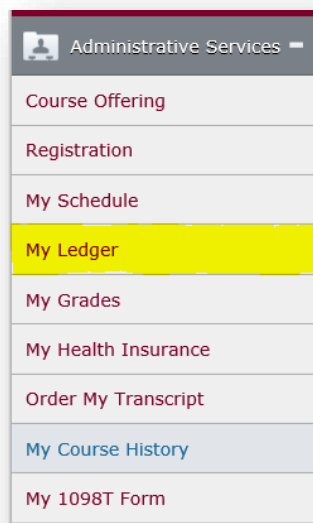 Administrative Services
Course Offering
Registration
My Schedule
My Ledger
My Grades
My Health Insurance
Order My Transcript
My Course History
My 1098T Form